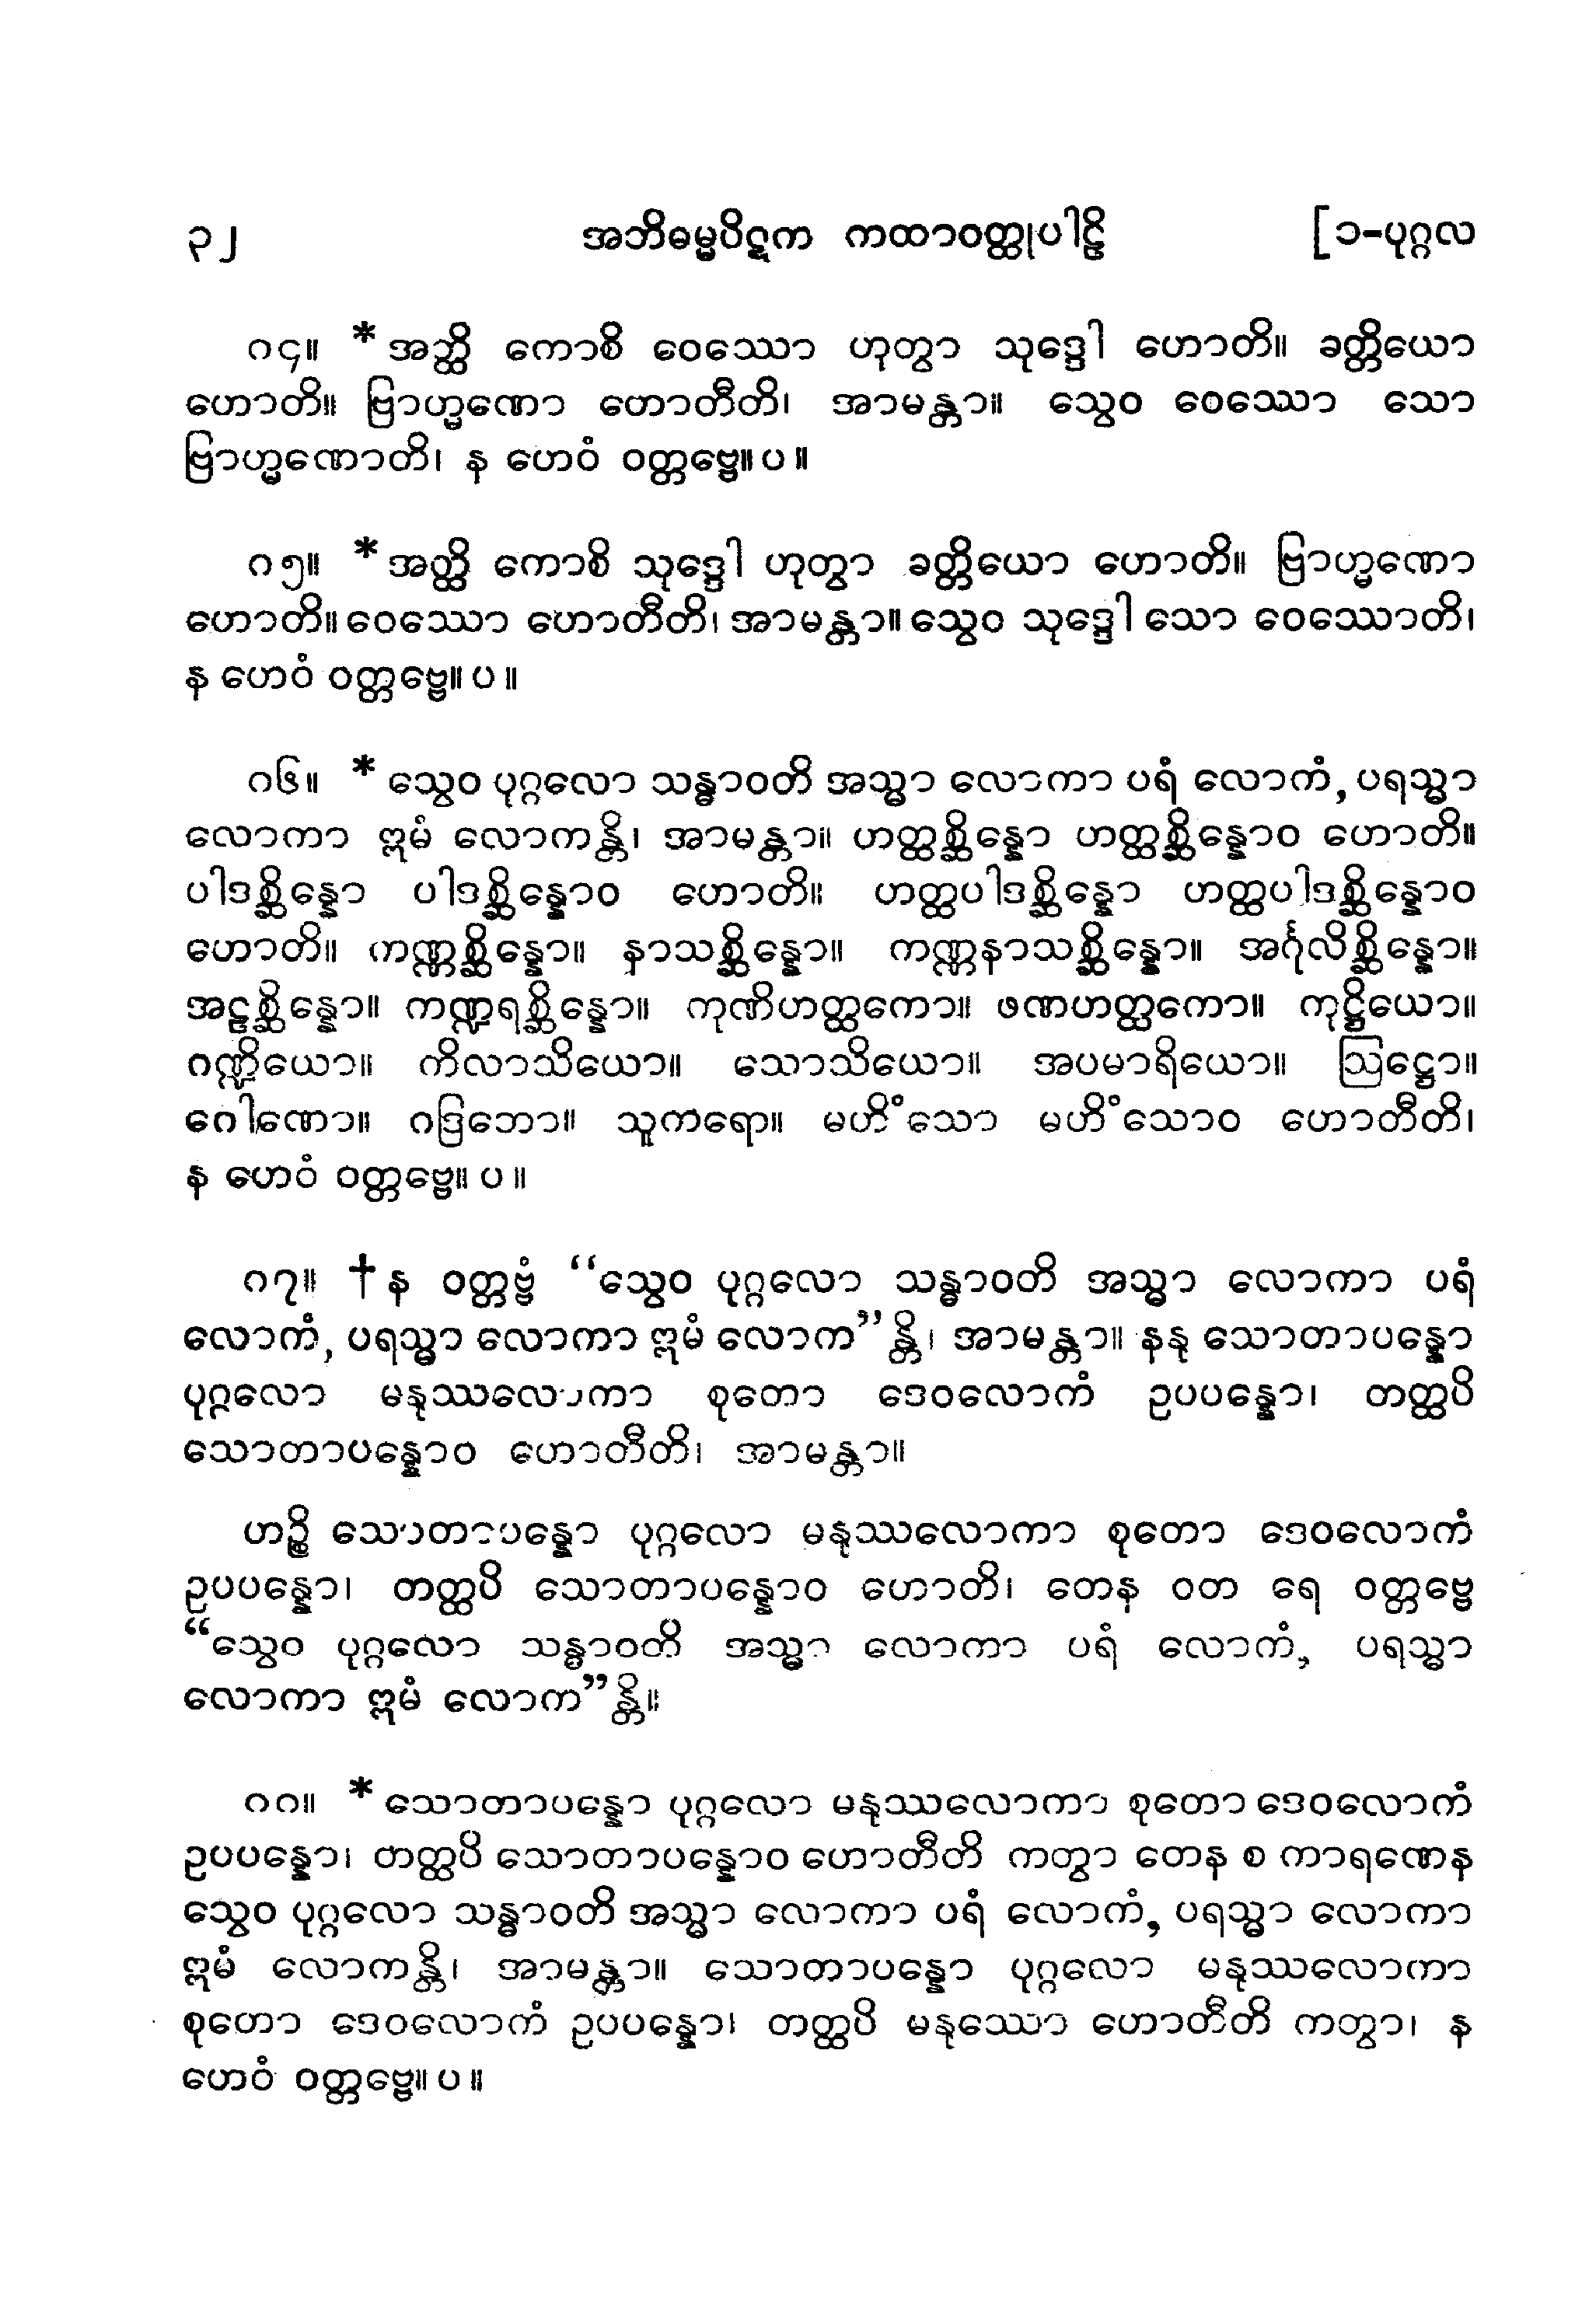 ၃၂ အဘိဓမ္မပိဋက ကထာဝတ္ထုပါဠိ [၁-ပုဂ္ဂလ
၈၄။ *အတ္ထိ ကောစိ ဝေဿော ဟုတွာ သုဒ္ဒေါ ဟောတိ။ ခတ္တိယော
ဟောတိ။ ဗြာဟ္မဏော ဟောတီတိ၊ အာမန္တာ။ သွေဝ ဝေဿော သော
ဗြာဟ္မဏောတိ၊ န ဟေဝံ ဝတ္တဗ္ဗေ။ပ။
၈၅။ *အတ္ထိ ကောစိ သုဒ္ဒေါ ဟုတွာ ခတ္တိယော ဟောတိ။ ဗြာဟ္မဏော
ဟောတိ။ ဝေဿော ဟောတီတိ၊ အာမန္တာ။ သွေဝ သုဒ္ဒေါ သော ဝေဿောတိ၊
န ဟေဝံ ဝတ္တဗ္ဗေ။ပ။
၈၆။ *သွေဝ ပုဂ္ဂလော သန္ဓာဝတိ အသ္မာ လောကာ ပရံ လောကံ, ပရသ္မာ
လောကာ ဣမံ လောကန္တိ၊ အာမန္တာ။ ဟတ္ထစ္ဆိန္နော ဟတ္ထစ္ဆိန္နောဝ ဟောတိ။
ပါဒစ္ဆိန္နော ပါဒစ္ဆိန္နောဝ ဟောတိ။ ဟတ္ထပါဒစ္ဆိန္နော ဟတ္ထပါဒစ္ဆိန္နောဝ
ဟောတိ။ ကဏ္ဏစ္ဆိန္နော။ နာသစ္ဆိန္နော။ ကဏ္ဏနာသစ္ဆိန္နော။ အင်္ဂုလိစ္ဆိန္နော။
အဠစ္ဆိန္နော။ ကဏ္ဍရစ္ဆိန္နော။ ကုဏိဟတ္ထကော။ ဖဏဟတ္ထကော။ ကုဋ္ဌိယော။
ဂဏ္ဍိယော။ ကိလာသိယော။ သောသိယော။ အပမာရိယော။ ဩဋ္ဌော။
ဂေါဏော။ ဂဒြဘော။ သူကရော။ မဟိံသော မဟိံသောဝ ဟောတီတိ၊
န ဟေဝံ ဝတ္တဗ္ဗေ။ပ။
၈၇။ †န ဝတ္တဗ္ဗံ “သွေဝ ပုဂ္ဂလော သန္ဓာဝတိ အသ္မာ လောကာ ပရံ
လောကံ, ပရသ္မာ လောကာ ဣမံ လောက”န္တိ၊ အာမန္တာ။ နနု သောတာပန္နော
ပုဂ္ဂလော မနုဿလောကာ စုတော ဒေဝလောကံ ဥပပန္နော၊ တတ္ထပိ
သောတာပန္နောဝ ဟောတီတိ၊ အာမန္တာ။
ဟဉ္စိ သောတာပန္နော ပုဂ္ဂလော မနုဿလောကာ စုတော ဒေဝလောကံ
ဥပပန္နော၊ တတ္ထပိ သောတာပန္နောဝ ဟောတိ၊ တေန ဝတ ရေ ဝတ္တဗ္ဗေ
“သွေဝ ပုဂ္ဂလော သန္ဓာဝတိ အသ္မာ လောကာ ပရံ လောကံ, ပရသ္မာ
လောကာ ဣမံ လောက”န္တိ။
၈၈။ *သောတာပန္နော ပုဂ္ဂလော မနုဿလောကာ စုတော ဒေဝလောကံ
ဥပပန္နော၊ တတ္ထပိ သောတာပန္နောဝ ဟောတီတိ ကတွာ တေန စ ကာရဏေန
သွေဝ ပုဂ္ဂလော သန္ဓာဝတိ အသ္မာ လောကာ ပရံ လောကံ, ပရသ္မာ လောကာ
ဣမံ လောကန္တိ၊ အာမန္တာ။ သောတာပန္နော ပုဂ္ဂလော မနုဿလောကာ
စုတော ဒေဝလောကံ ဥပပန္နော၊ တတ္ထပိ မနုဿော ဟောတီတိ ကတွာ၊ န
ဟေဝံ ဝတ္တဗ္ဗေ။ပ။